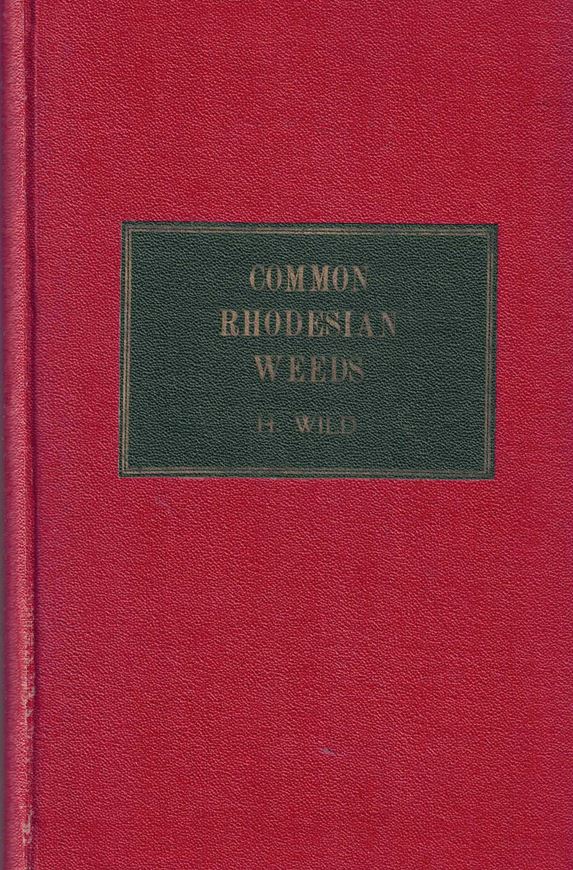 COMMON
RHODESIAN
WEEDS
H. WILD